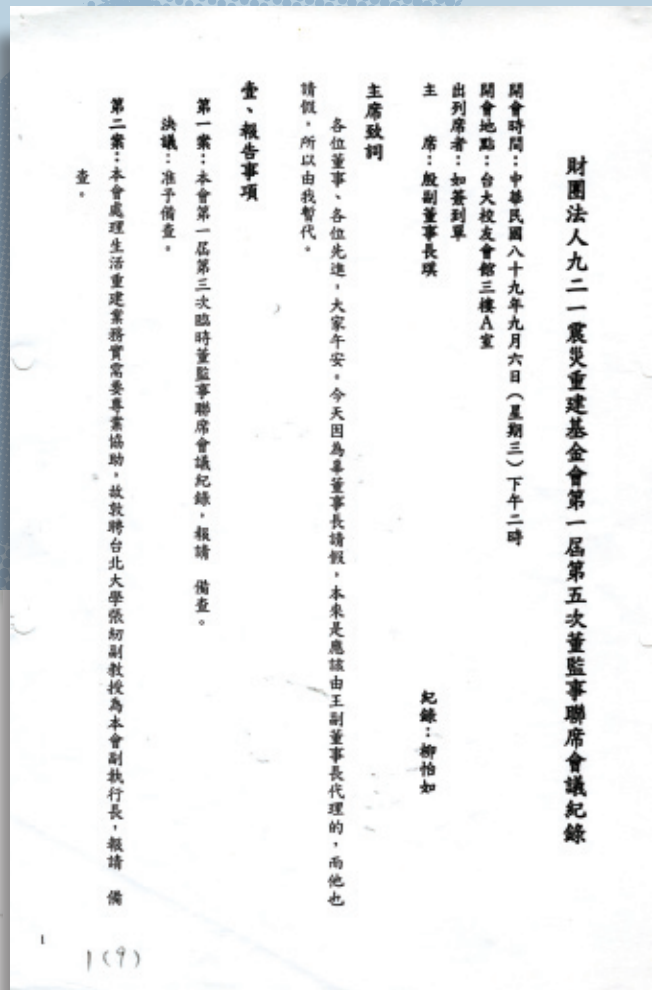 財團法人九二一震災重建基金會第一屆第五次董監事聯席會議紀錄
開會時間：中華民國八十九年九月六日（星期三）下午二時
開會地點：台大校友會館三樓A室
出列席者：如簽到單
主　席：殷副董事長琪　紀錄：柳怡如
主席致詞
各位董事、各位先進，大家午安。今天因為辜董事長請假，本來是應該由王副董事長代理的，而他也
請假，所以由我暫代。
壹、報告事項
第一案：本會第一屆第三次臨時董監事聯席會議紀錄，報請　備查。
決議：准予備查。
第二案：本會處理生活重建業務實需要專業協助，故敦聘台北大學張紉副教授為本會副執行長，報請　備
查。
1
1(9)